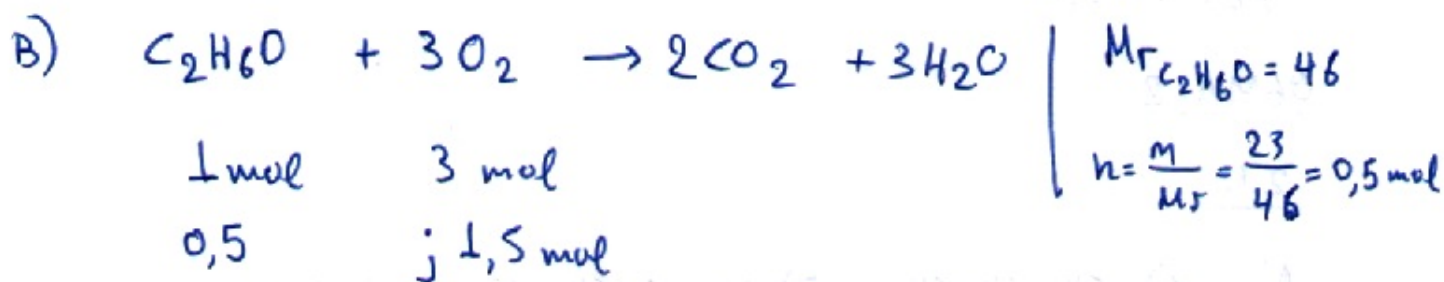 B) C₂H₆O + 3O₂ → 2CO₂ + 3H₂O | Mr C₂H₆O = 46
1 mol 3 mol n = m/Mr = 23/46 = 0,5 mol
0,5 ; 1,5 mol